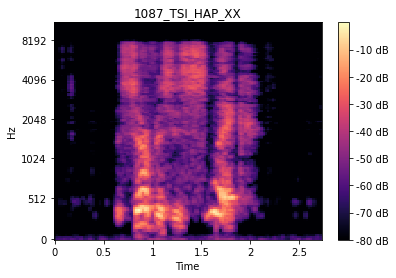 1087_TSI_HAP_XX
8192
4096
2048
1024
512
0
Hz
0
0.5
1
1.5
2
2.5
Time
-10 dB
-20 dB
-30 dB
-40 dB
-50 dB
-60 dB
-70 dB
-80 dB